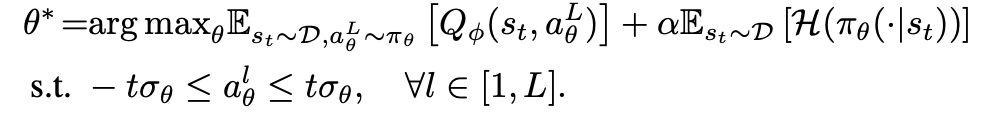 θ* =arg max_θ 𝔼_{s_t∼𝒟,a_θ^L∼π_θ} [Q_ϕ(s_t, a_θ^L)] + α𝔼_{s_t∼𝒟} [ℋ(π_θ(·|s_t))]
s.t. − tσ_θ ≤ a_θ^l ≤ tσ_θ, ∀l ∈ [1, L].